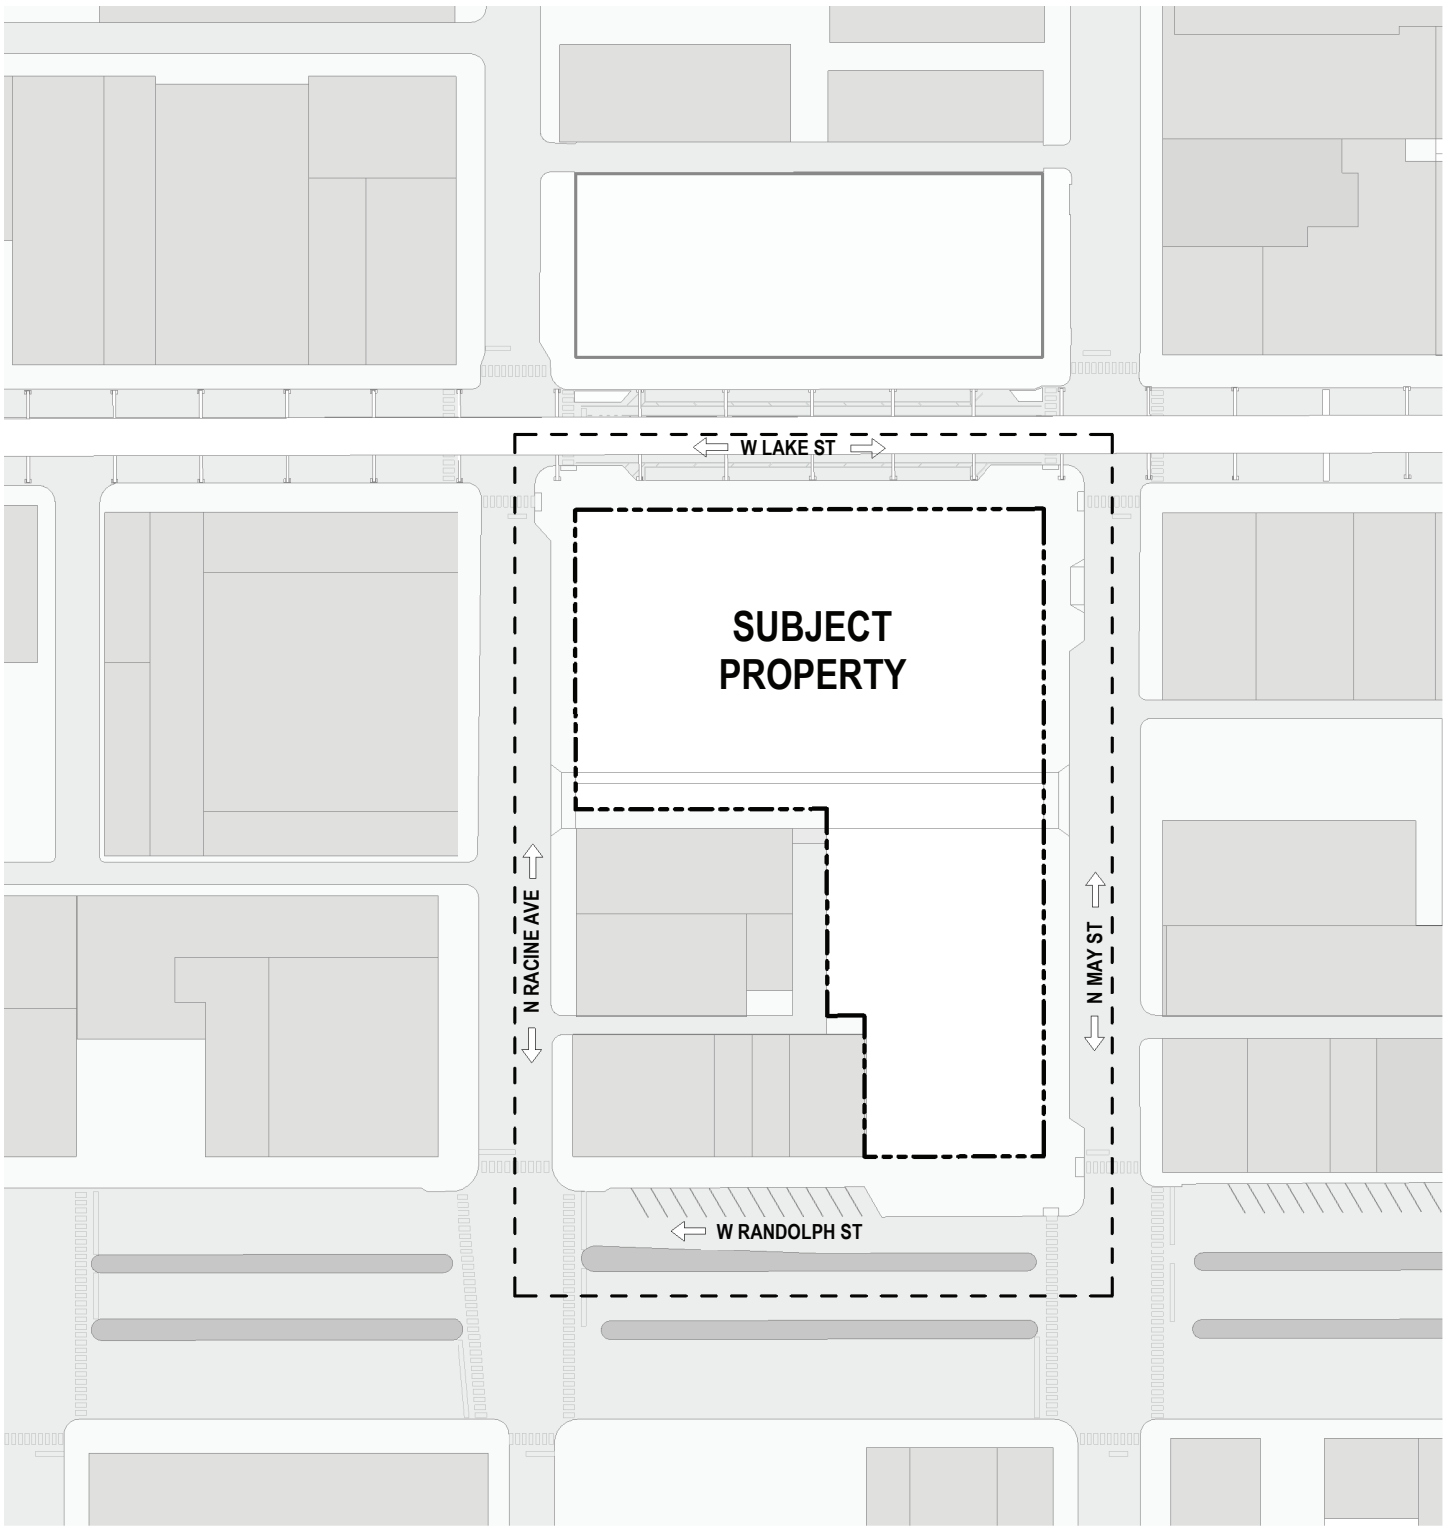 W LAKE ST
SUBJECT
PROPERTY
N RACINE AVE
N MAY ST
W RANDOLPH ST